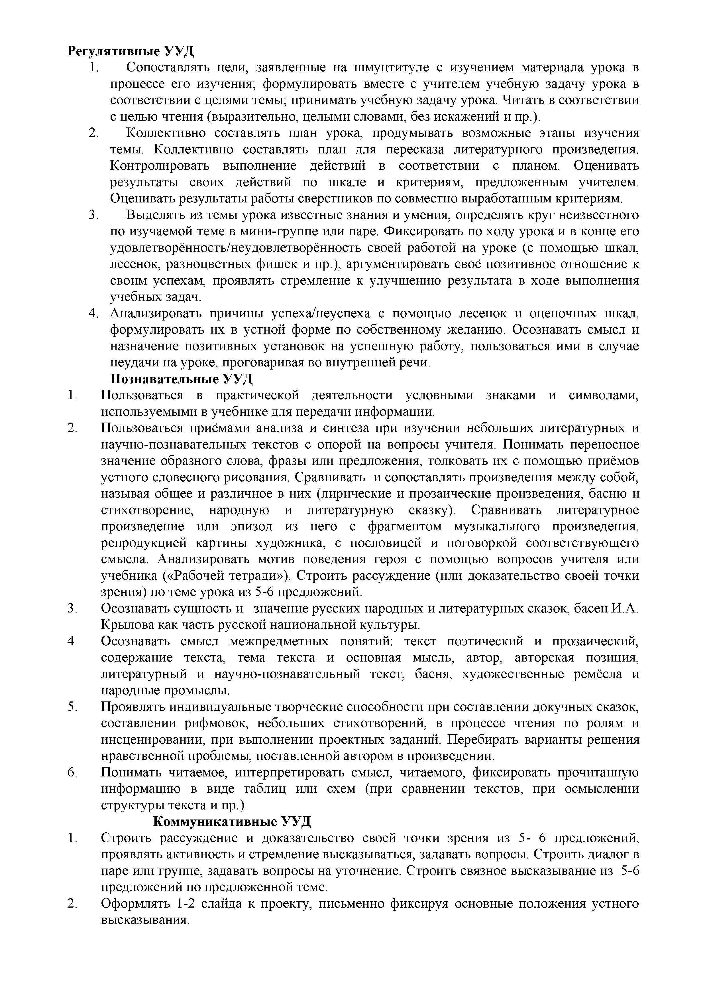 Регулятивные УУД
1. Сопоставлять цели, заявленные на шмуцтитуле с изучением материала урока в
процессе его изучения; формулировать вместе с учителем учебную задачу урока в
соответствии с целями темы; принимать учебную задачу урока. Читать в соответствии
с целью чтения (выразительно, целыми словами, без искажений и пр.).
2. Коллективно составлять план урока, продумывать возможные этапы изучения
темы. Коллективно составлять план для пересказа литературного произведения.
Контролировать выполнение действий в соответствии с планом. Оценивать
результаты своих действий по шкале и критериям, предложенным учителем.
Оценивать результаты работы сверстников по совместно выработанным критериям.
3. Выделять из темы урока известные знания и умения, определять круг неизвестного
по изучаемой теме в мини-группе или паре. Фиксировать по ходу урока и в конце его
удовлетворённость/неудовлетворённость своей работой на уроке (с помощью шкал,
лесенок, разноцветных фишек и пр.), аргументировать своё позитивное отношение к
своим успехам, проявлять стремление к улучшению результата в ходе выполнения
учебных задач.
4. Анализировать причины успеха/неуспеха с помощью лесенок и оценочных шкал,
формулировать их в устной форме по собственному желанию. Осознавать смысл и
назначение позитивных установок на успешную работу, пользоваться ими в случае
неудачи на уроке, проговаривая во внутренней речи.
Познавательные УУД
1. Пользоваться в практической деятельности условными знаками и символами,
используемыми в учебнике для передачи информации.
2. Пользоваться приёмами анализа и синтеза при изучении небольших литературных и
научно-познавательных текстов с опорой на вопросы учителя. Понимать переносное
значение образного слова, фразы или предложения, толковать их с помощью приёмов
устного словесного рисования. Сравнивать и сопоставлять произведения между собой,
называя общее и различное в них (лирические и прозаические произведения, басню и
стихотворение, народную и литературную сказку). Сравнивать литературное
произведение или эпизод из него с фрагментом музыкального произведения,
репродукцией картины художника, с пословицей и поговоркой соответствующего
смысла. Анализировать мотив поведения героя с помощью вопросов учителя или
учебника («Рабочей тетради»). Строить рассуждение (или доказательство своей точки
зрения) по теме урока из 5-6 предложений.
3. Осознавать сущность и значение русских народных и литературных сказок, басен И.А.
Крылова как часть русской национальной культуры.
4. Осознавать смысл межпредметных понятий: текст поэтический и прозаический,
содержание текста, тема текста и основная мысль, автор, авторская позиция,
литературный и научно-познавательный текст, басня, художественные ремёсла и
народные промыслы.
5. Проявлять индивидуальные творческие способности при составлении докучных сказок,
составлении рифмовок, небольших стихотворений, в процессе чтения по ролям и
инсценировании, при выполнении проектных заданий. Перебирать варианты решения
нравственной проблемы, поставленной автором в произведении.
6. Понимать читаемое, интерпретировать смысл, читаемого, фиксировать прочитанную
информацию в виде таблиц или схем (при сравнении текстов, при осмыслении
структуры текста и пр.).
Коммуникативные УУД
1. Строить рассуждение и доказательство своей точки зрения из 5- 6 предложений,
проявлять активность и стремление высказываться, задавать вопросы. Строить диалог в
паре или группе, задавать вопросы на уточнение. Строить связное высказывание из 5-6
предложений по предложенной теме.
2. Оформлять 1-2 слайда к проекту, письменно фиксируя основные положения устного
высказывания.